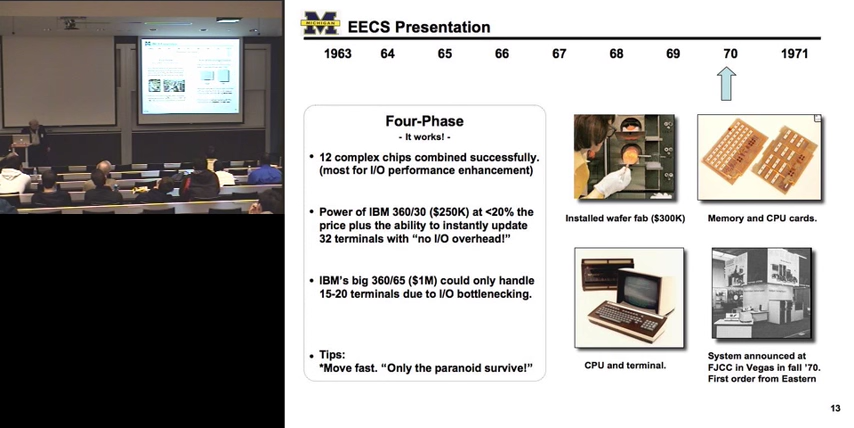 MICHIGAN
EECS Presentation
1963 64 65 66 67 68 69 70 1971
Four-Phase
- It works! -
• 12 complex chips combined successfully.
(most for I/O performance enhancement)
• Power of IBM 360/30 ($250K) at <20% the
price plus the ability to instantly update
32 terminals with “no I/O overhead!”
• IBM’s big 360/65 ($1M) could only handle
15-20 terminals due to I/O bottlenecking.
• Tips:
*Move fast. “Only the paranoid survive!”
Installed wafer fab ($300K)
Memory and CPU cards.
CPU and terminal.
System announced at
FJCC in Vegas in fall ’70.
First order from Eastern
13